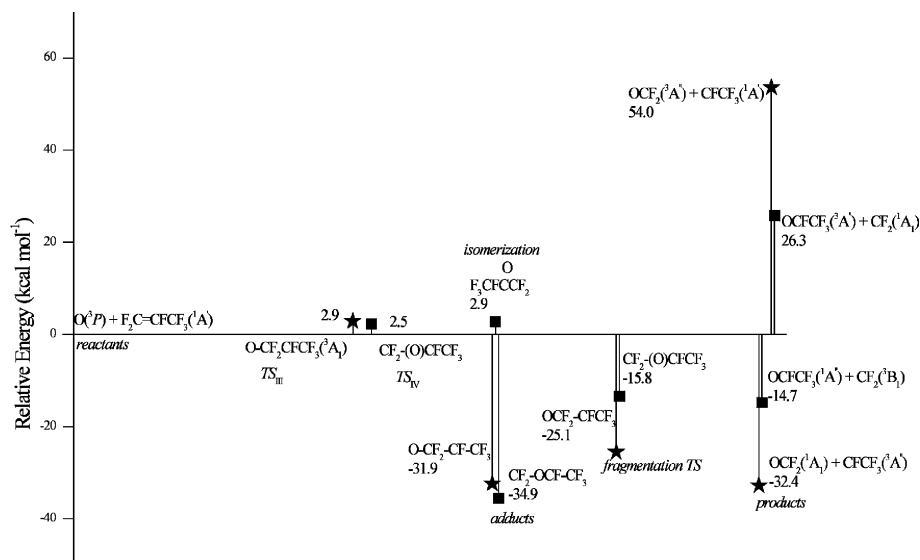 Relative Energy (kcal mol⁻¹)
60
40
20
0
-20
-40
O(³P) + F₂C=CFCF₃(¹A')
reactants
2.9
O-CF₂CFCF₃(³A₁)
TS_III
2.5
CF₂-(O)CFCF₃
TS_IV
isomerization
O
F₃CFCCF₂
2.9
O-CF₂-CF-CF₃
-31.9
CF₂-OCF-CF₃
-34.9
adducts
CF₂-(O)CFCF₃
-15.8
OCF₂-CFCF₃
-25.1
fragmentation TS
OCF₂(³A") + CFCF₃(¹A')
54.0
OCFCF₃(³A") + CF₂(¹A₁)
26.3
OCFCF₃(¹A") + CF₂(³B₁)
-14.7
OCF₂(¹A₁) + CFCF₃(³A")
-32.4
products